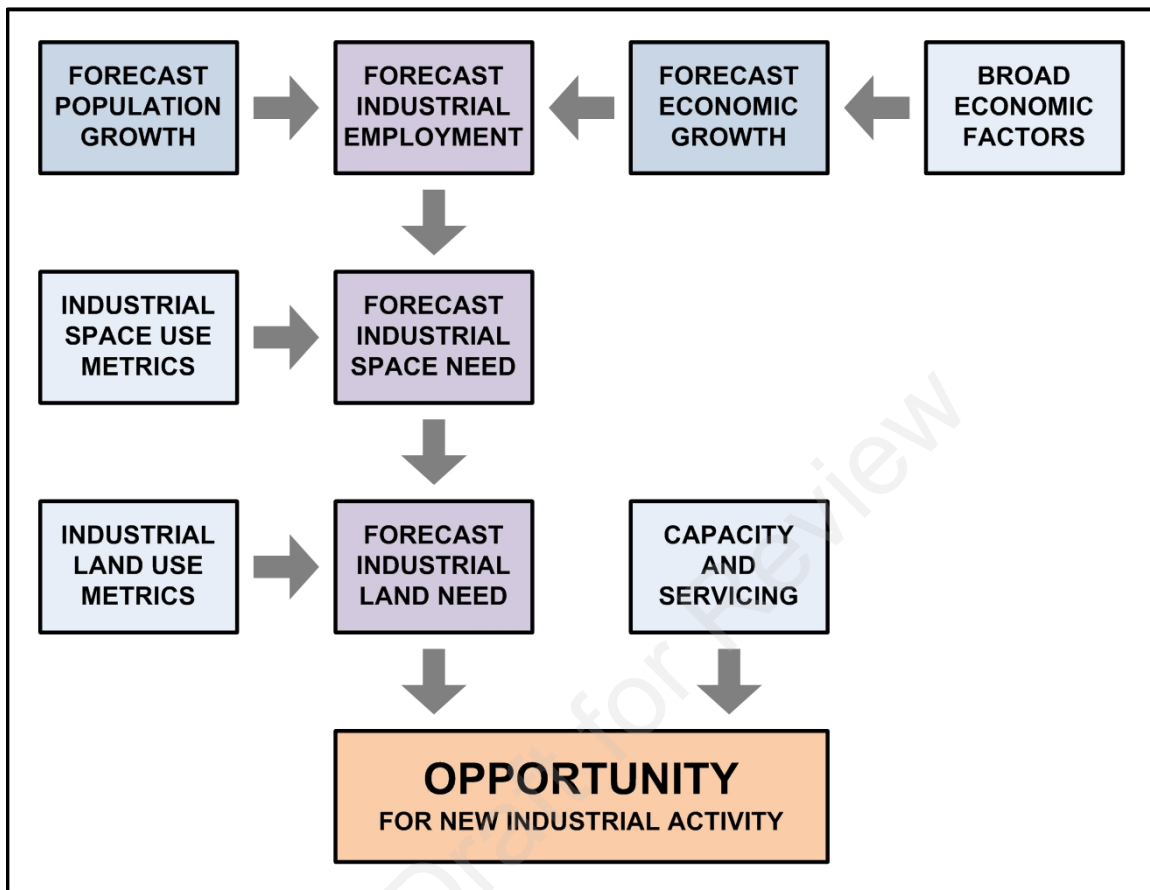 FORECAST
POPULATION
GROWTH
FORECAST
INDUSTRIAL
EMPLOYMENT
FORECAST
ECONOMIC
GROWTH
BROAD
ECONOMIC
FACTORS
INDUSTRIAL
SPACE USE
METRICS
FORECAST
INDUSTRIAL
SPACE NEED
INDUSTRIAL
LAND USE
METRICS
FORECAST
INDUSTRIAL
LAND NEED
CAPACITY
AND
SERVICING
OPPORTUNITY
FOR NEW INDUSTRIAL ACTIVITY
Draft for Review